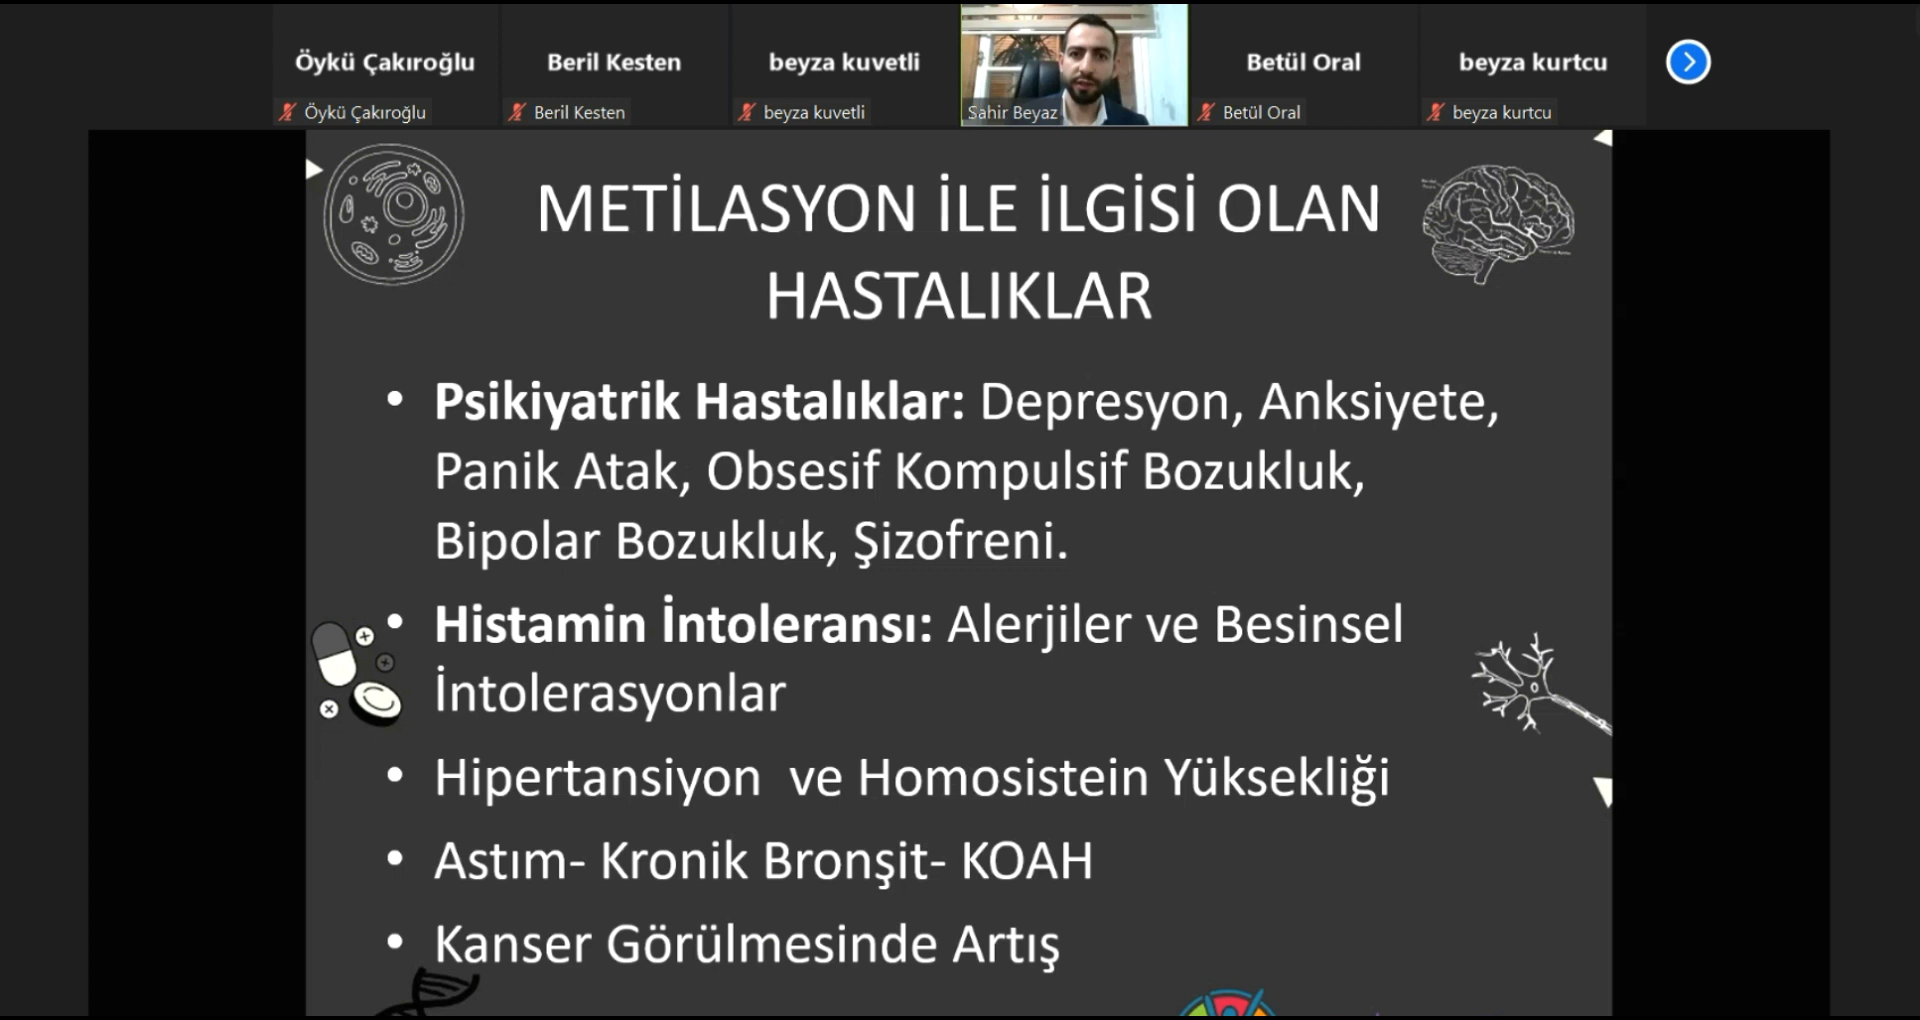 Öykü Çakıroğlu
Beril Kesten
beyza kuvetli
Betül Oral
beyza kurtcu
Öykü Çakıroğlu
Beril Kesten
beyza kuvetli
Sahir Beyaz
Betül Oral
beyza kurtcu
METİLASYON İLE İLGİSİ OLAN
HASTALIKLAR
• Psikiyatrik Hastalıklar: Depresyon, Anksiyete,
Panik Atak, Obsesif Kompulsif Bozukluk,
Bipolar Bozukluk, Şizofreni.
• Histamin İntoleransı: Alerjiler ve Besinsel
İntolerasyonlar
• Hipertansiyon ve Homosistein Yüksekliği
• Astım- Kronik Bronşit- KOAH
• Kanser Görülmesinde Artış